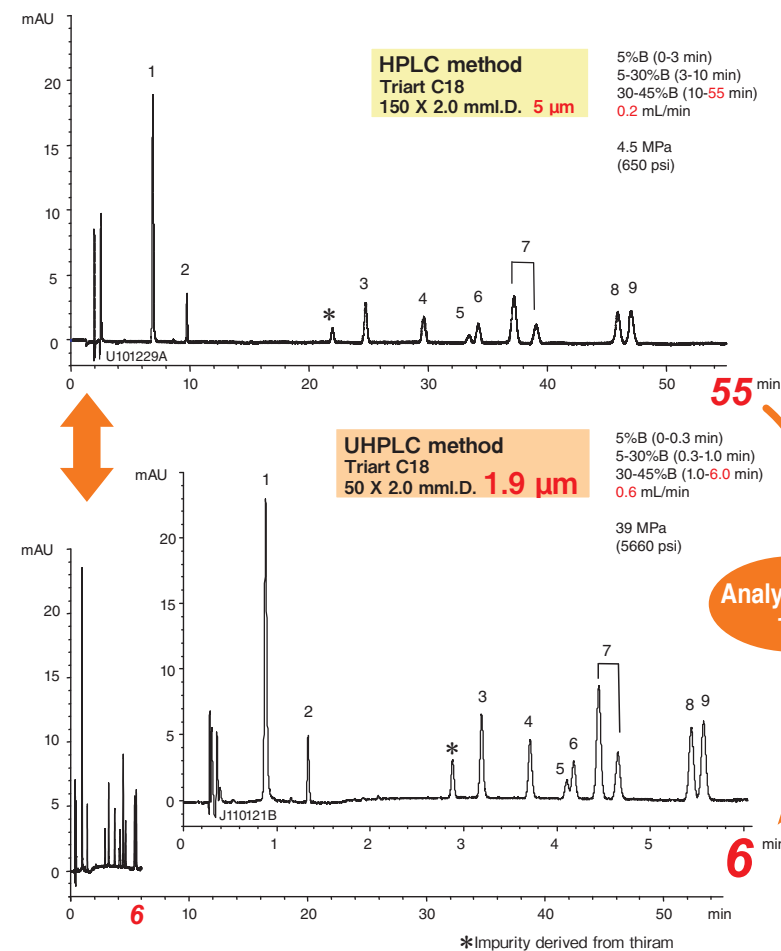 mAU
20
15
10
5
0
1
2
*
3
4
5
6
7
8
9
U101229A
HPLC method
Triart C18
150 X 2.0 mmI.D. 5 µm
5%B (0-3 min)
5-30%B (3-10 min)
30-45%B (10-55 min)
0.2 mL/min
4.5 MPa
(650 psi)
0 10 20 30 40 50 55 min
UHPLC method
Triart C18
50 X 2.0 mmI.D. 1.9 µm
5%B (0-0.3 min)
5-30%B (0.3-1.0 min)
30-45%B (1.0-6.0 min)
0.6 mL/min
39 MPa
(5660 psi)
mAU
20
15
10
5
0
1
2
*
3
4
5
6
7
8
9
J110121B
0 1 2 3 4 5 6 min
Analy
mAU
20
15
10
5
0
0 6 10 20 30 40 50 min
*Impurity derived from thiram